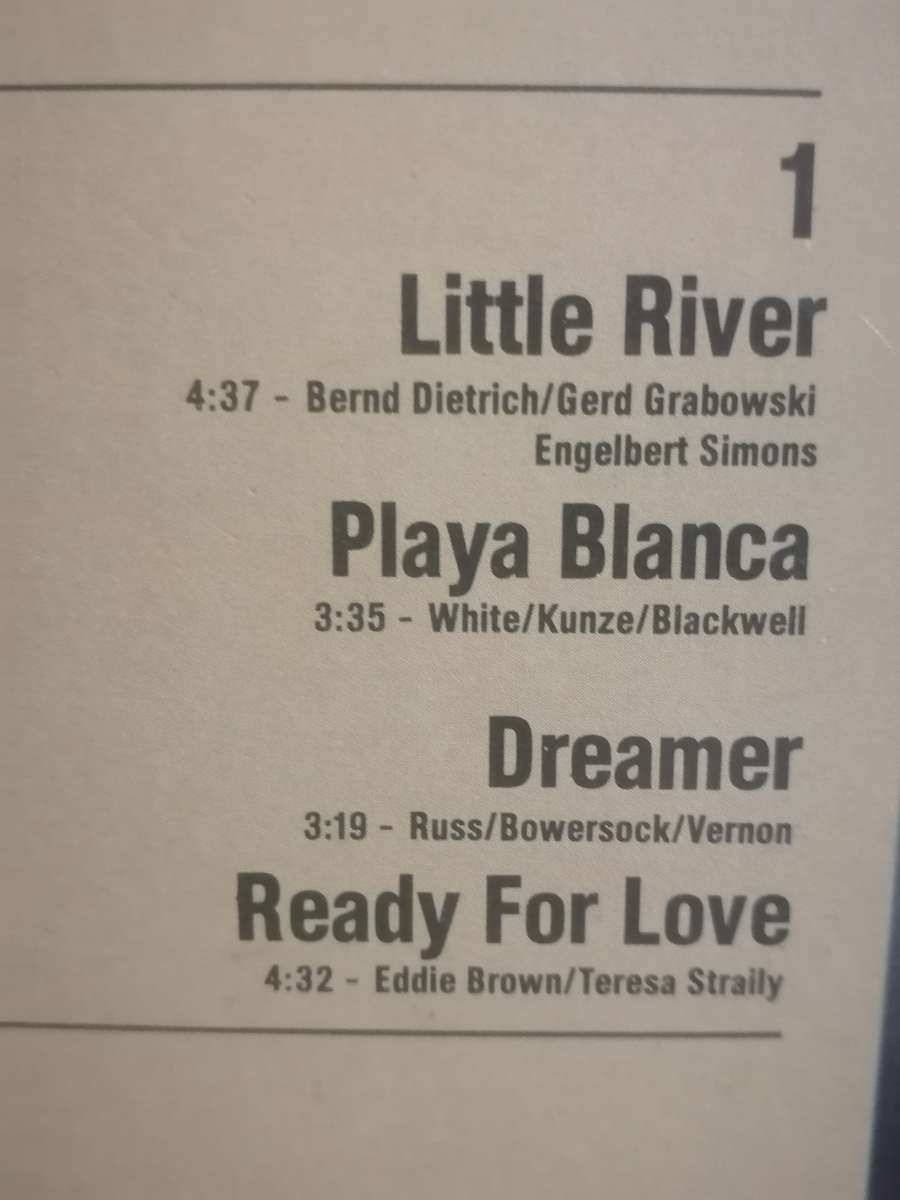 1
Little River
4:37 - Bernd Dietrich/Gerd Grabowski
Engelbert Simons
Playa Blanca
3:35 - White/Kunze/Blackwell
Dreamer
3:19 - Russ/Bowersock/Vernon
Ready For Love
4:32 - Eddie Brown/Teresa Straily